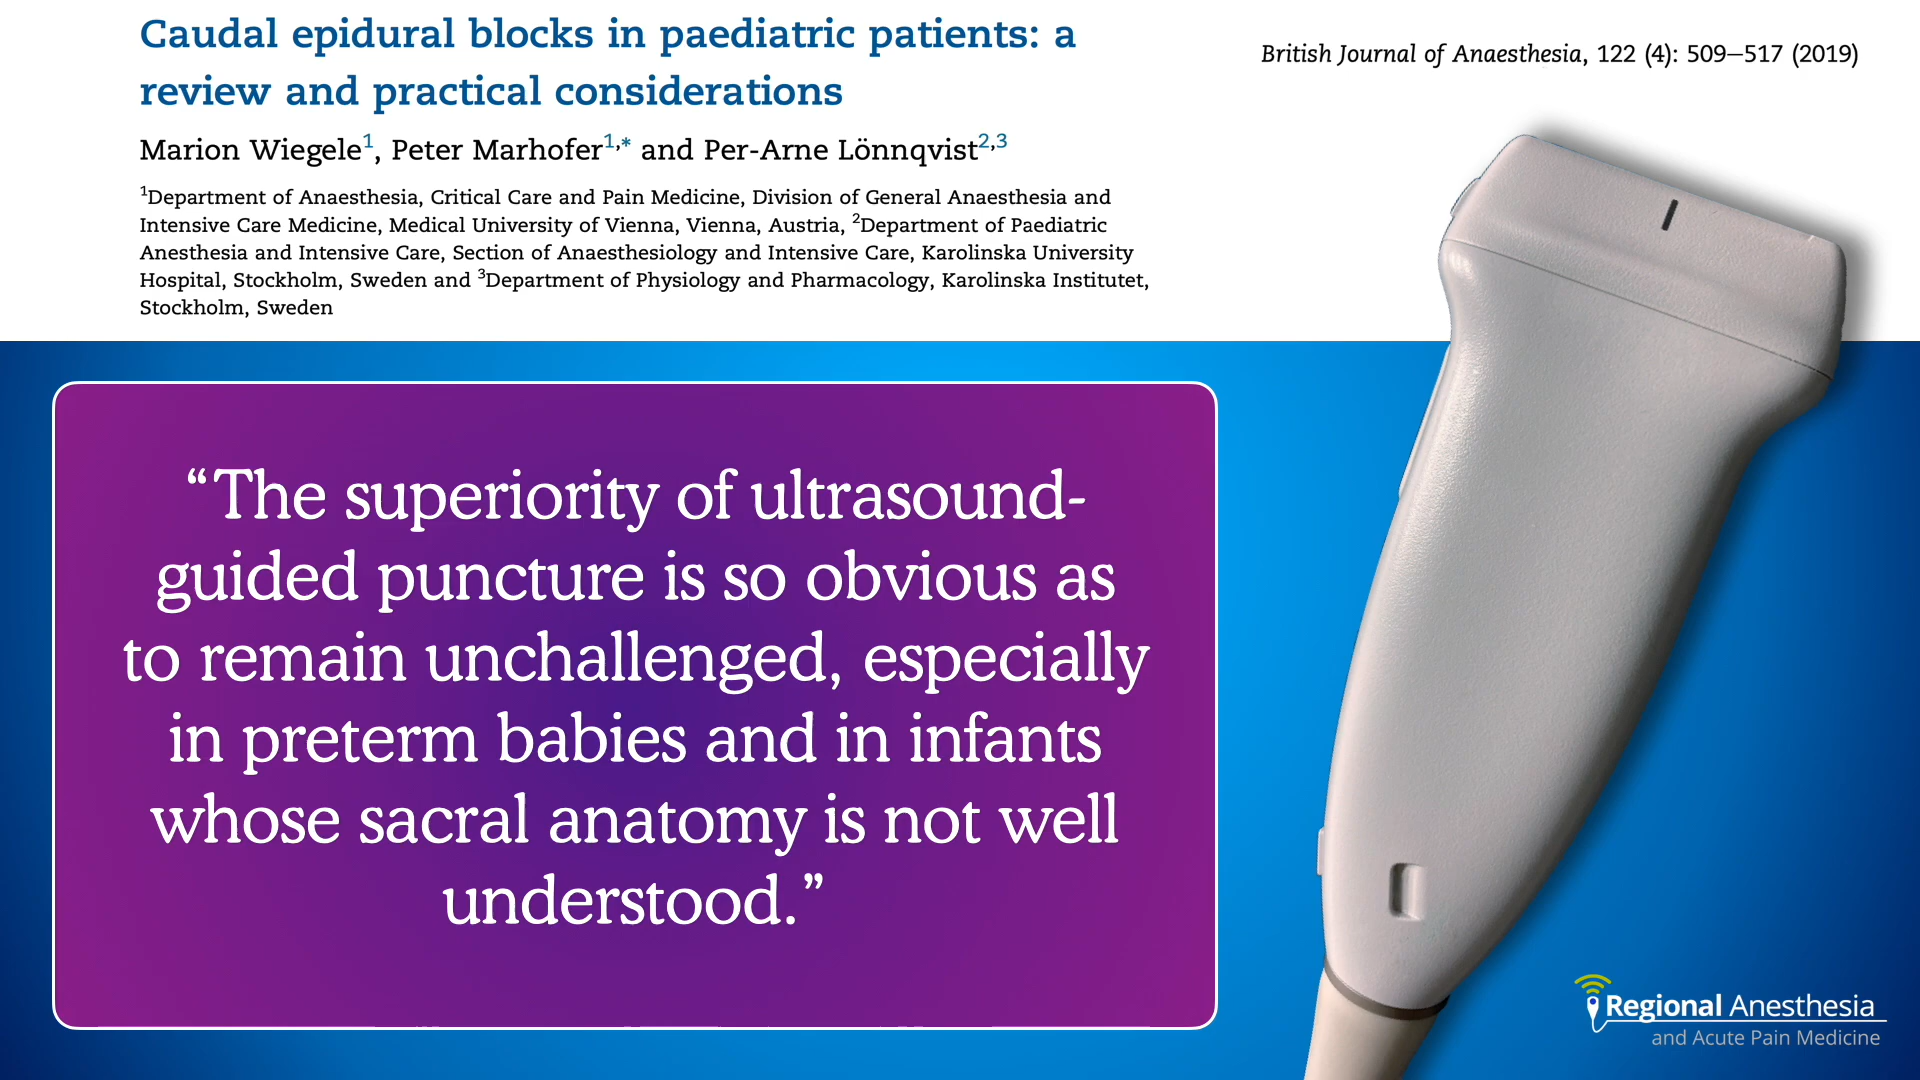 Caudal epidural blocks in paediatric patients: a
review and practical considerations
British Journal of Anaesthesia, 122 (4): 509–517 (2019)
Marion Wiegele1, Peter Marhofer1,* and Per-Arne Lönnqvist2,3
1Department of Anaesthesia, Critical Care and Pain Medicine, Division of General Anaesthesia and
Intensive Care Medicine, Medical University of Vienna, Vienna, Austria, 2Department of Paediatric
Anesthesia and Intensive Care, Section of Anaesthesiology and Intensive Care, Karolinska University
Hospital, Stockholm, Sweden and 3Department of Physiology and Pharmacology, Karolinska Institutet,
Stockholm, Sweden
“The superiority of ultrasound-
guided puncture is so obvious as
to remain unchallenged, especially
in preterm babies and in infants
whose sacral anatomy is not well
understood.”
Regional Anesthesia
and Acute Pain Medicine